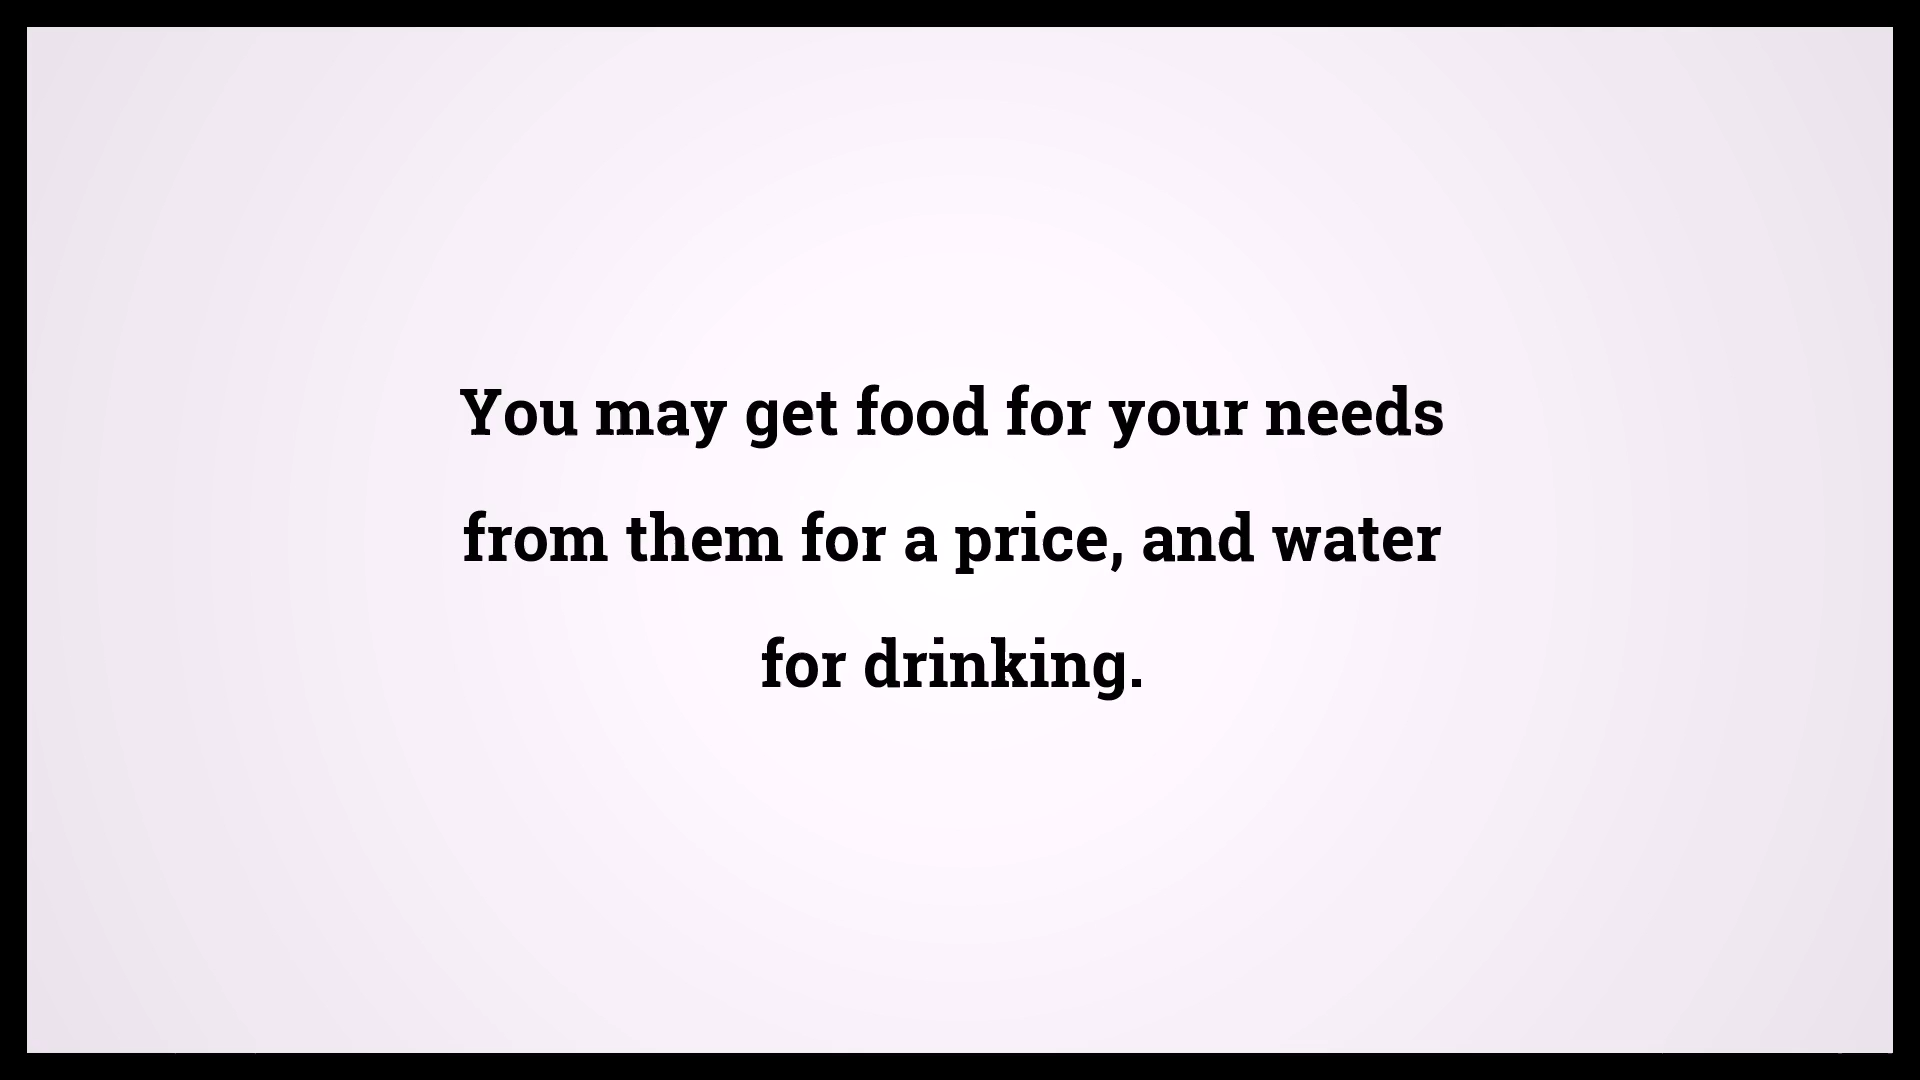 You may get food for your needs
from them for a price, and water
for drinking.